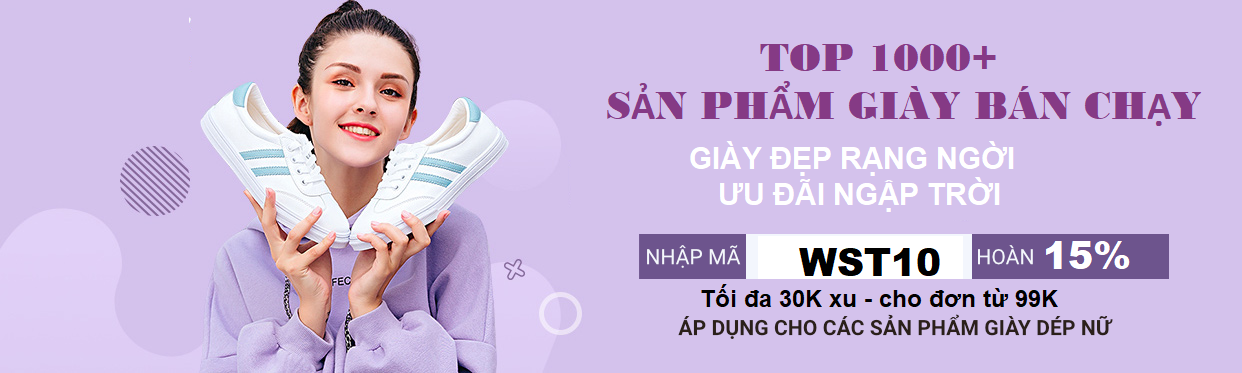 TOP 1000+
SẢN PHẨM GIÀY BÁN CHẠY
GIÀY ĐẸP RẠNG NGỜI
ƯU ĐÃI NGẬP TRỜI
NHẬP MÃ WST10 HOÀN 15%
Tối đa 30K xu - cho đơn từ 99K
ÁP DỤNG CHO CÁC SẢN PHẨM GIÀY DÉP NỮ